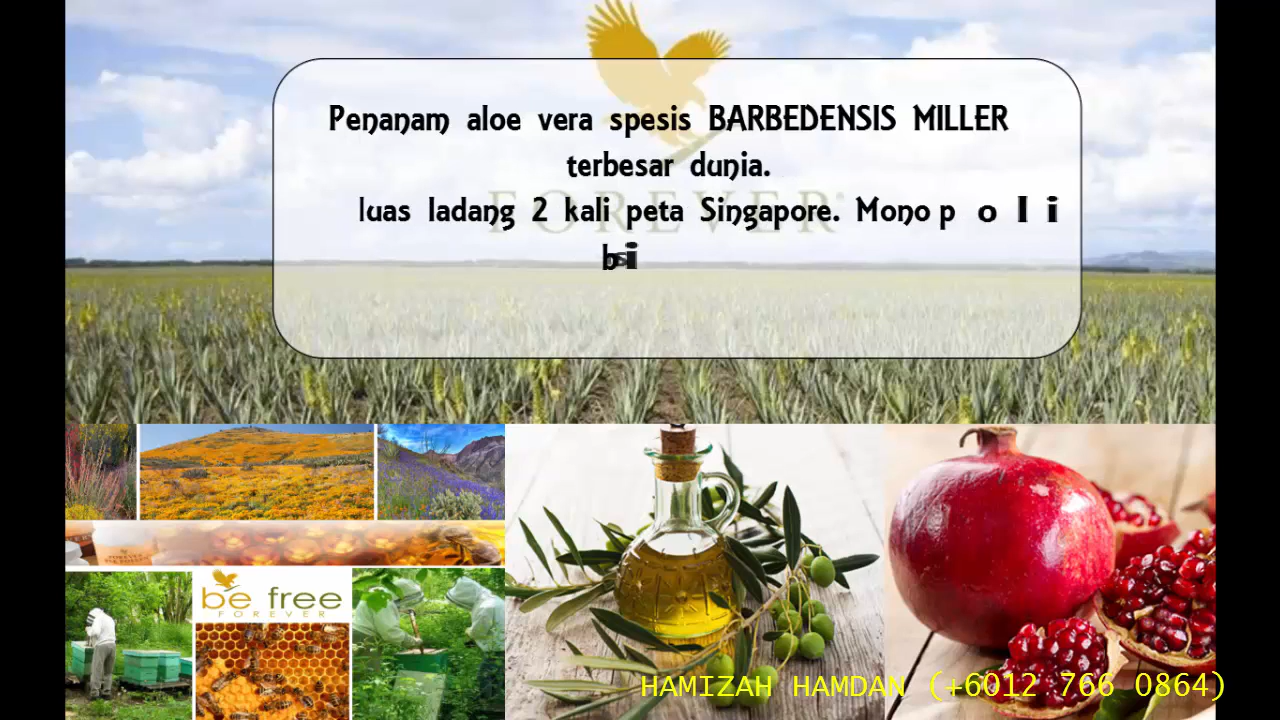 Penanam aloe vera spesis BARBEDENSIS MILLER
terbesar dunia.
luas ladang 2 kali peta Singapore. Monopoli
FOREVER
be free
FOREVER
HAMIZAH HAMDAN (+6012 766 0864)